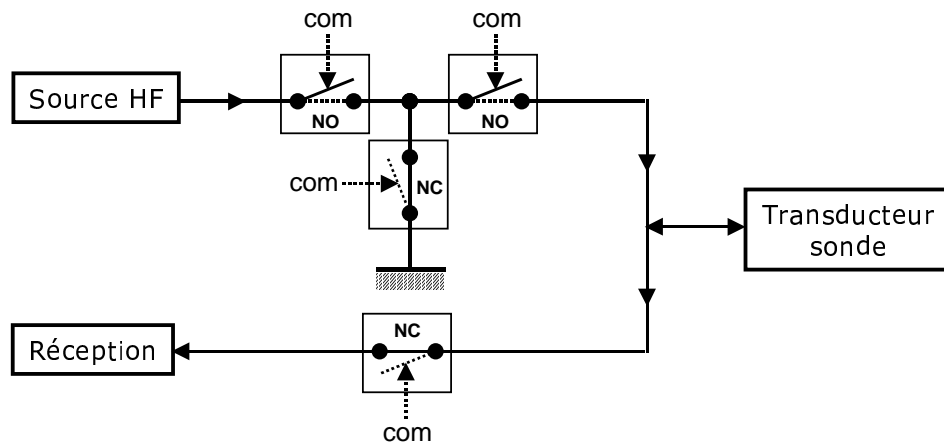 com
com
Source HF
NO
NO
com
NC
Transducteur
sonde
Réception
NC
com